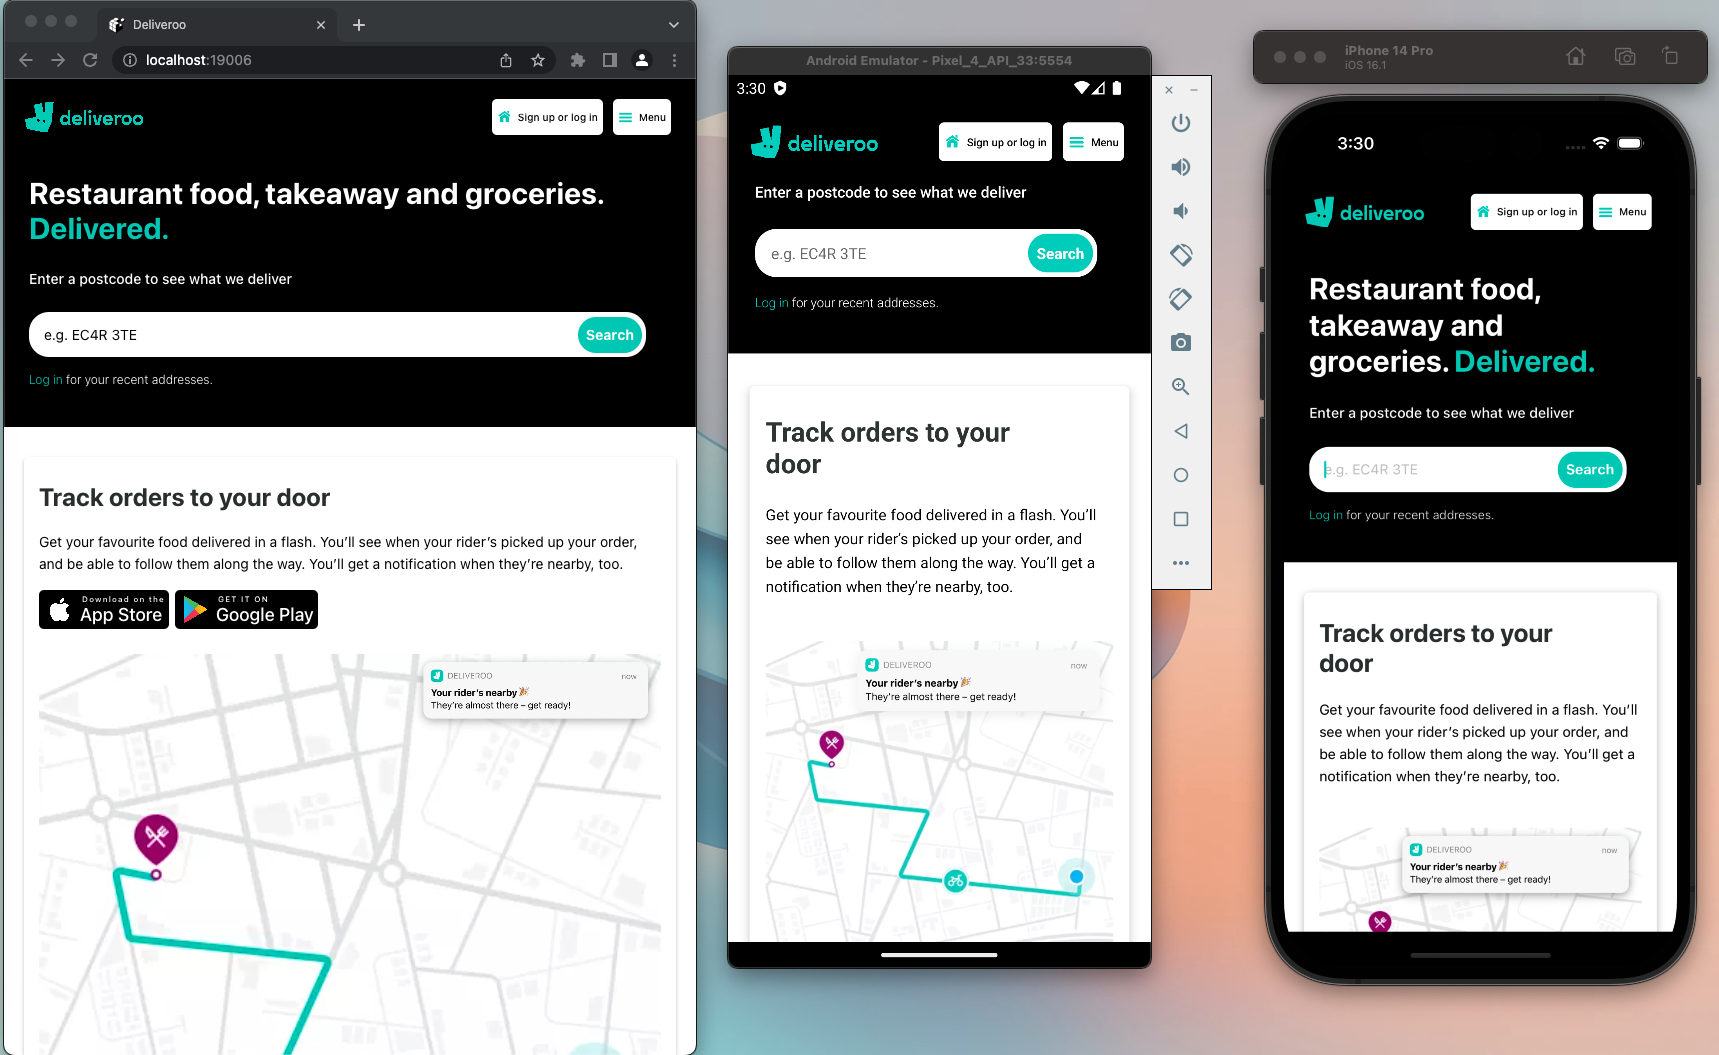 Deliveroo
localhost:19006
deliveroo
Sign up or log in
Menu
Restaurant food, takeaway and groceries.
Delivered.
Enter a postcode to see what we deliver
e.g. EC4R 3TE
Search
Log in for your recent addresses.
Track orders to your door
Get your favourite food delivered in a flash. You’ll see when your rider’s picked up your order,
and be able to follow them along the way. You’ll get a notification when they’re nearby, too.
Download on the
App Store
GET IT ON
Google Play
DELIVEROO
now
Your rider’s nearby🎉
They’re almost there – get ready!
Android Emulator - Pixel_4_API_33:5554
3:30
deliveroo
Sign up or log in
Menu
Enter a postcode to see what we deliver
e.g. EC4R 3TE
Search
Log in for your recent addresses.
Track orders to your
door
Get your favourite food delivered in a flash. You’ll
see when your rider’s picked up your order, and
be able to follow them along the way. You’ll get a
notification when they’re nearby, too.
DELIVEROO
now
Your rider’s nearby🎉
They’re almost there – get ready!
iPhone 14 Pro
iOS 16.1
3:30
deliveroo
Sign up or log in
Menu
Restaurant food,
takeaway and
groceries. Delivered.
Enter a postcode to see what we deliver
e.g. EC4R 3TE
Search
Log in for your recent addresses.
Track orders to your
door
Get your favourite food delivered in a flash. You’ll
see when your rider’s picked up your order, and
be able to follow them along the way. You’ll get a
notification when they’re nearby, too.
DELIVEROO
now
Your rider’s nearby🎉
They’re almost there – get ready!